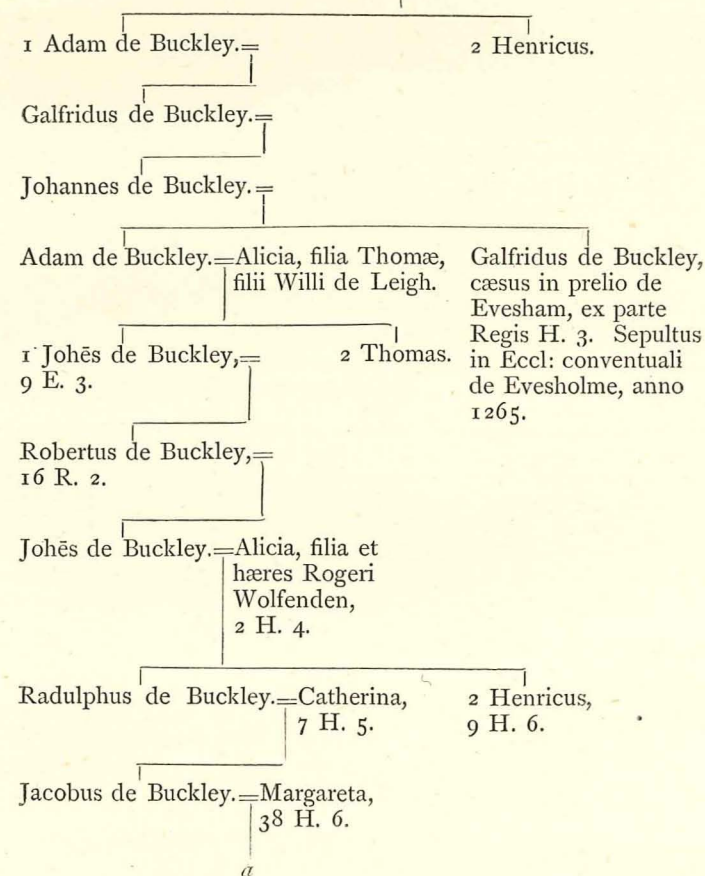 1 Adam de Buckley.=
2 Henricus.
Galfridus de Buckley.=
Johannes de Buckley.=
Adam de Buckley.=Alicia, filia Thomæ,
filii Willi de Leigh.
Galfridus de Buckley,
cæsus in prelio de
Evesham, ex parte
Regis H. 3. Sepultus
in Eccl: conventuali
de Evesholme, anno
1265.
1 Johēs de Buckley,=
9 E. 3.
2 Thomas.
Robertus de Buckley,=
16 R. 2.
Johēs de Buckley.=Alicia, filia et
hæres Rogeri
Wolfenden,
2 H. 4.
Radulphus de Buckley.=Catherina,
7 H. 5.
2 Henricus,
9 H. 6.
Jacobus de Buckley.=Margareta,
38 H. 6.
a